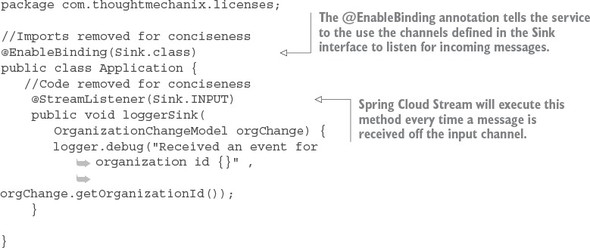 package com.thoughtmechanix.licenses;
//Imports removed for conciseness
@EnableBinding(Sink.class)
public class Application {
//Code removed for conciseness
@StreamListener(Sink.INPUT)
public void loggerSink(
OrganizationChangeModel orgChange) {
logger.debug("Received an event for
organization id {}" ,
orgChange.getOrganizationId());
}
}
The @EnableBinding annotation tells the service
to the use the channels defined in the Sink
interface to listen for incoming messages.
Spring Cloud Stream will execute this
method every time a message is
received off the input channel.